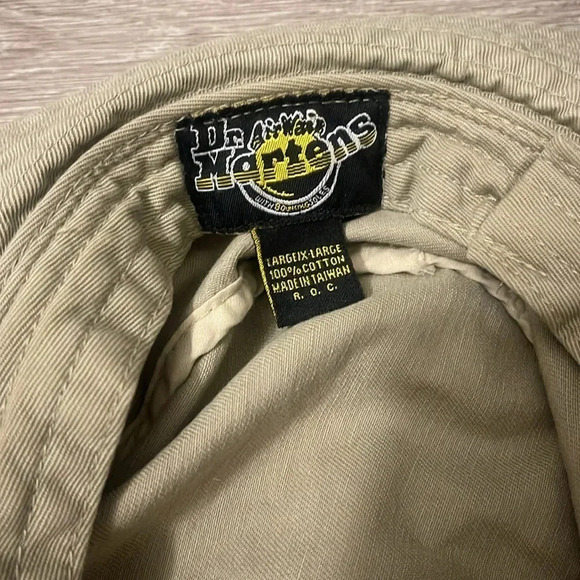 Dr. AirWair
Martens
WITH BOUNCING SOLES
LARGE/X-LARGE
100% COTTON
MADE IN TAIWAN
R. O. C.